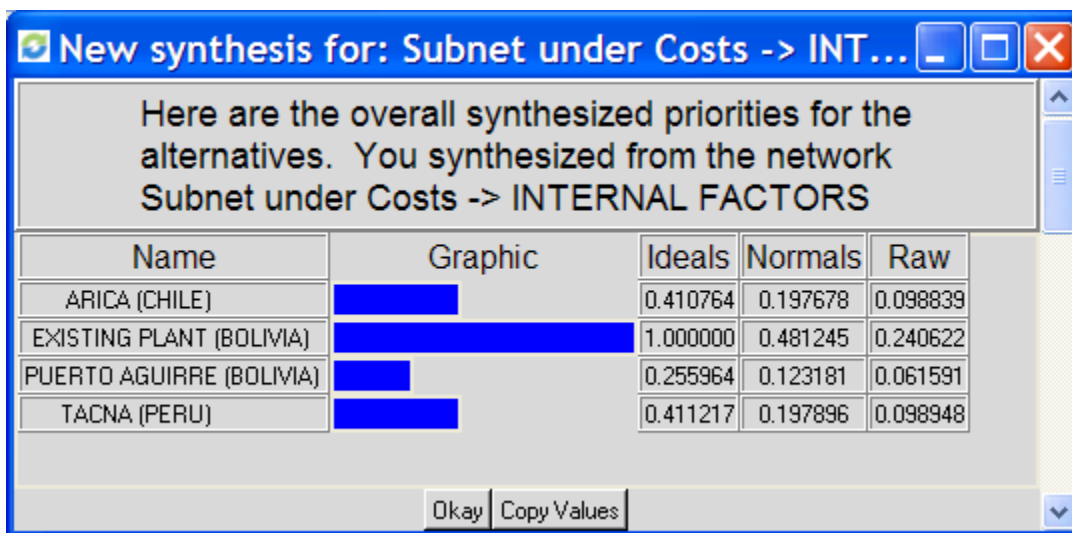 New synthesis for: Subnet under Costs -> INT...
Here are the overall synthesized priorities for the
alternatives. You synthesized from the network
Subnet under Costs -> INTERNAL FACTORS
Name Graphic Ideals Normals Raw
ARICA (CHILE) 0.410764 0.197678 0.098839
EXISTING PLANT (BOLIVIA) 1.000000 0.481245 0.240622
PUERTO AGUIRRE (BOLIVIA) 0.255964 0.123181 0.061591
TACNA (PERU) 0.411217 0.197896 0.098948
Okay Copy Values